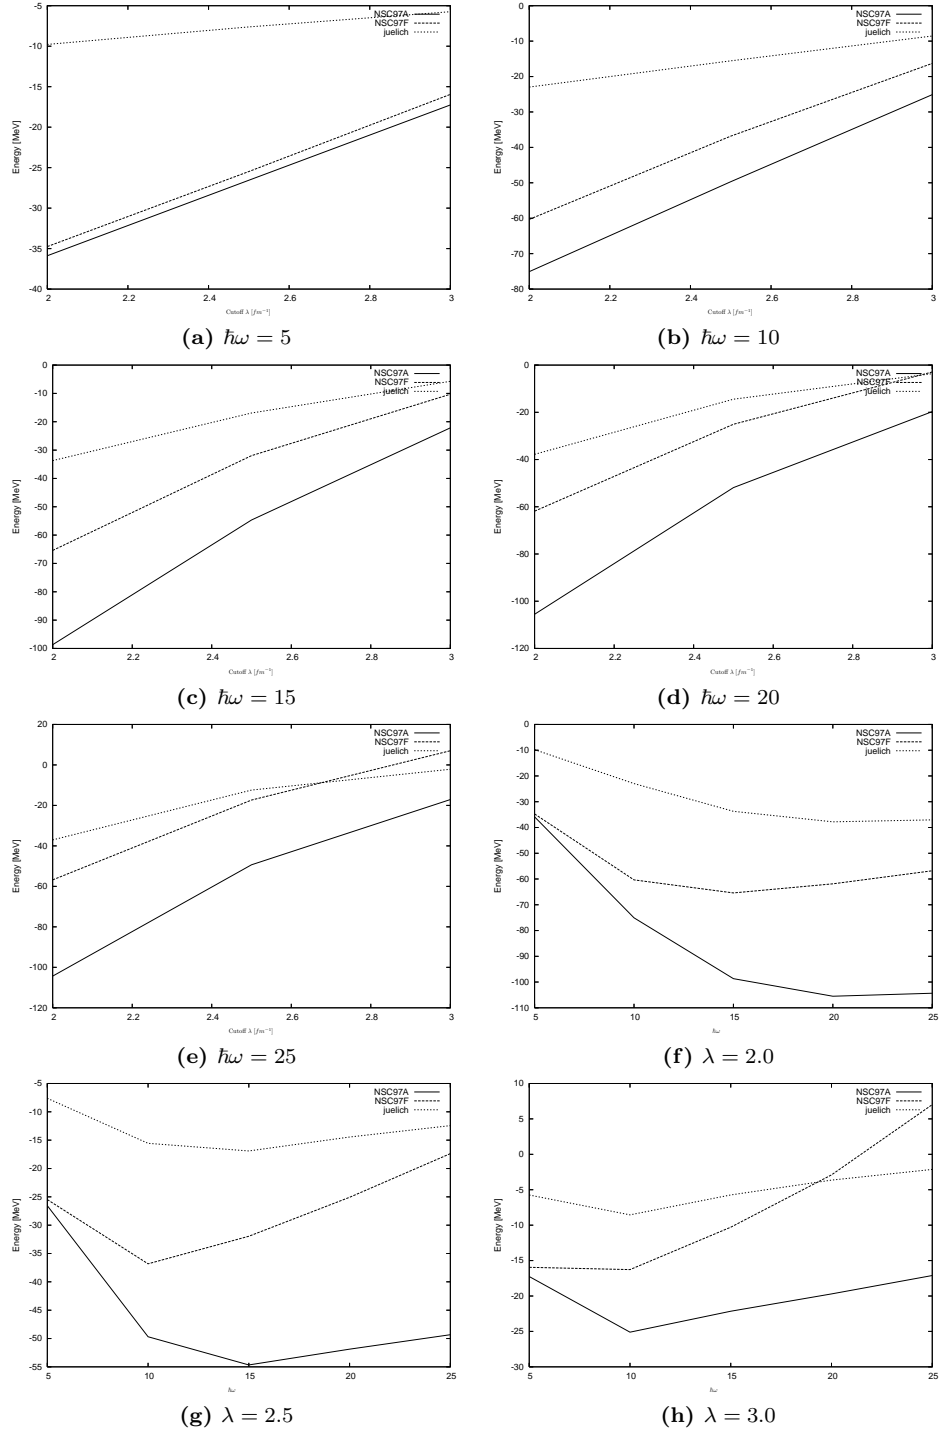 -5
-10
-15
-20
-25
-30
-35
-40
Energy [MeV]
2 2.2 2.4 2.6 2.8 3
Cutoff λ [fm⁻¹]
NSC97A
NSC97F
juelich
(a) ℏω = 5
0
-10
-20
-30
-40
-50
-60
-70
-80
Energy [MeV]
2 2.2 2.4 2.6 2.8 3
Cutoff λ [fm⁻¹]
NSC97A
NSC97F
juelich
(b) ℏω = 10
0
-10
-20
-30
-40
-50
-60
-70
-80
-90
-100
Energy [MeV]
2 2.2 2.4 2.6 2.8 3
Cutoff λ [fm⁻¹]
NSC97A
NSC97F
juelich
(c) ℏω = 15
0
-20
-40
-60
-80
-100
-120
Energy [MeV]
2 2.2 2.4 2.6 2.8 3
Cutoff λ [fm⁻¹]
NSC97A
NSC97F
juelich
(d) ℏω = 20
20
0
-20
-40
-60
-80
-100
-120
Energy [MeV]
2 2.2 2.4 2.6 2.8 3
Cutoff λ [fm⁻¹]
NSC97A
NSC97F
juelich
(e) ℏω = 25
0
-10
-20
-30
-40
-50
-60
-70
-80
-90
-100
-110
Energy [MeV]
5 10 15 20 25
ℏω
NSC97A
NSC97F
juelich
(f) λ = 2.0
-5
-10
-15
-20
-25
-30
-35
-40
-45
-50
-55
Energy [MeV]
5 10 15 20 25
ℏω
NSC97A
NSC97F
juelich
(g) λ = 2.5
10
5
0
-5
-10
-15
-20
-25
-30
Energy [MeV]
5 10 15 20 25
ℏω
NSC97A
NSC97F
juelich
(h) λ = 3.0